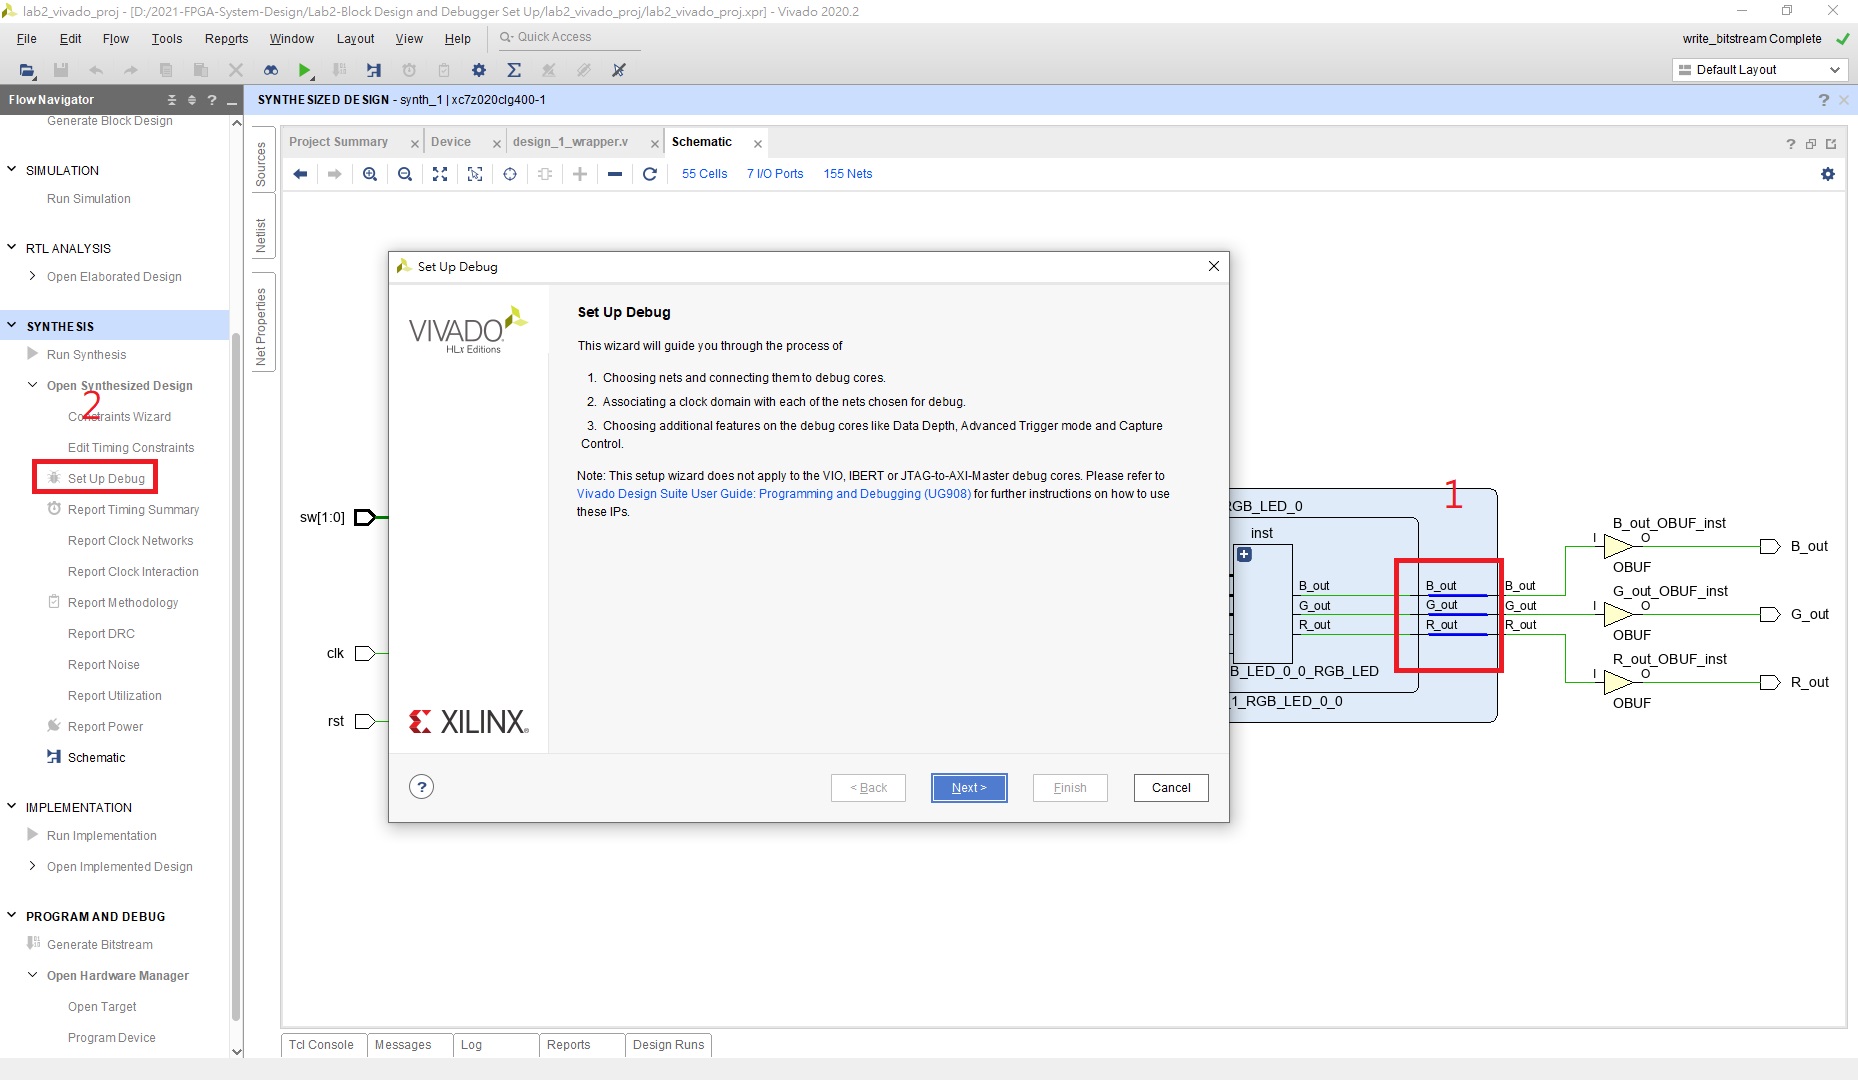 lab2_vivado_proj - [D:/2021-FPGA-System-Design/Lab2-Block Design and Debugger Set Up/lab2_vivado_proj/lab2_vivado_proj.xpr] - Vivado 2020.2
File Edit Flow Tools Reports Window Layout View Help Quick Access
write_bitstream Complete
Default Layout
Flow Navigator
SYNTHESIZED DESIGN - synth_1 | xc7z020clg400-1
Generate Block Design
SIMULATION
Run Simulation
RTL ANALYSIS
Open Elaborated Design
SYNTHESIS
Run Synthesis
Open Synthesized Design
2
Constraints Wizard
Edit Timing Constraints
Set Up Debug
Report Timing Summary
Report Clock Networks
Report Clock Interaction
Report Methodology
Report DRC
Report Noise
Report Utilization
Report Power
Schematic
IMPLEMENTATION
Run Implementation
Open Implemented Design
PROGRAM AND DEBUG
Generate Bitstream
Open Hardware Manager
Open Target
Program Device
Sources
Netlist
Net Properties
Project Summary Device design_1_wrapper.v Schematic
55 Cells 7 I/O Ports 155 Nets
Set Up Debug
VIVADO
HLx Editions
XILINX
Set Up Debug
This wizard will guide you through the process of
1. Choosing nets and connecting them to debug cores.
2. Associating a clock domain with each of the nets chosen for debug.
3. Choosing additional features on the debug cores like Data Depth, Advanced Trigger mode and Capture
Control.
Note: This setup wizard does not apply to the VIO, IBERT or JTAG-to-AXI-Master debug cores. Please refer to
Vivado Design Suite User Guide: Programming and Debugging (UG908) for further instructions on how to use
these IPs.
? < Back Next > Finish Cancel
sw[1:0]
clk
rst
1
RGB_LED_0
inst
B_out B_out B_out
G_out G_out G_out
R_out R_out R_out
B_LED_0_0_RGB_LED
_1_RGB_LED_0_0
B_out_OBUF_inst
I O B_out
OBUF
G_out_OBUF_inst
I O G_out
OBUF
R_out_OBUF_inst
I O R_out
OBUF
Tcl Console Messages Log Reports Design Runs